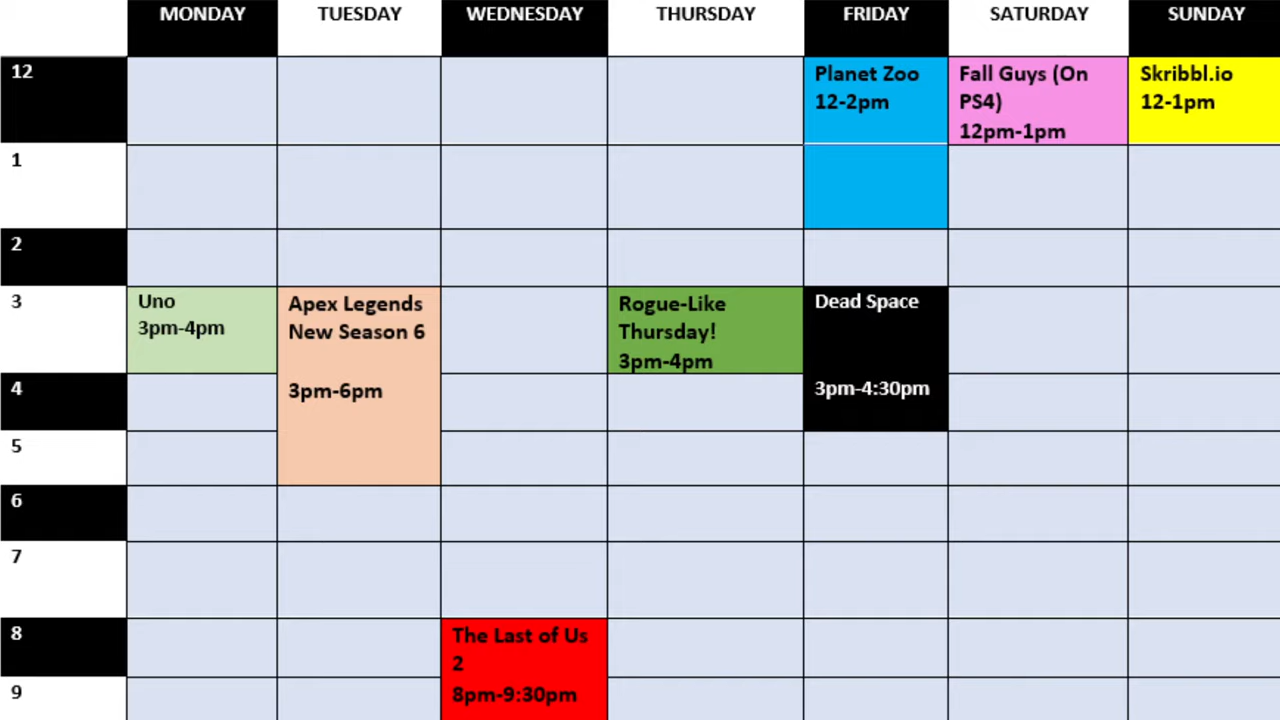 MONDAY TUESDAY WEDNESDAY THURSDAY FRIDAY SATURDAY SUNDAY
12 Planet Zoo Fall Guys (On Skribbl.io
12-2pm PS4) 12-1pm
12pm-1pm
1
2
3 Uno Apex Legends Rogue-Like Dead Space
3pm-4pm New Season 6 Thursday!
3pm-4pm
4 3pm-6pm 3pm-4:30pm
5
6
7
8 The Last of Us
2
9 8pm-9:30pm